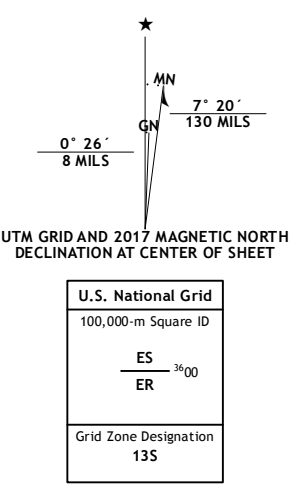 MN
7° 20´
GN
130 MILS
0° 26´
8 MILS
UTM GRID AND 2017 MAGNETIC NORTH
DECLINATION AT CENTER OF SHEET
U.S. National Grid
100,000-m Square ID
ES
3600
ER
Grid Zone Designation
13S